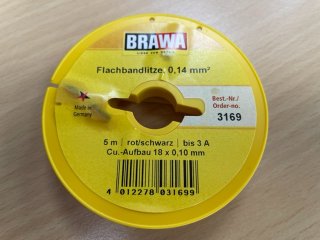 BRAWA
Flachbandlitze, 0,14 mm²
Made in
Germany
Best.-Nr./
Order-no.
3169
5 m | rot/schwarz | bis 3 A
Cu.-Aufbau 18 x 0,10 mm
4 012278 031699